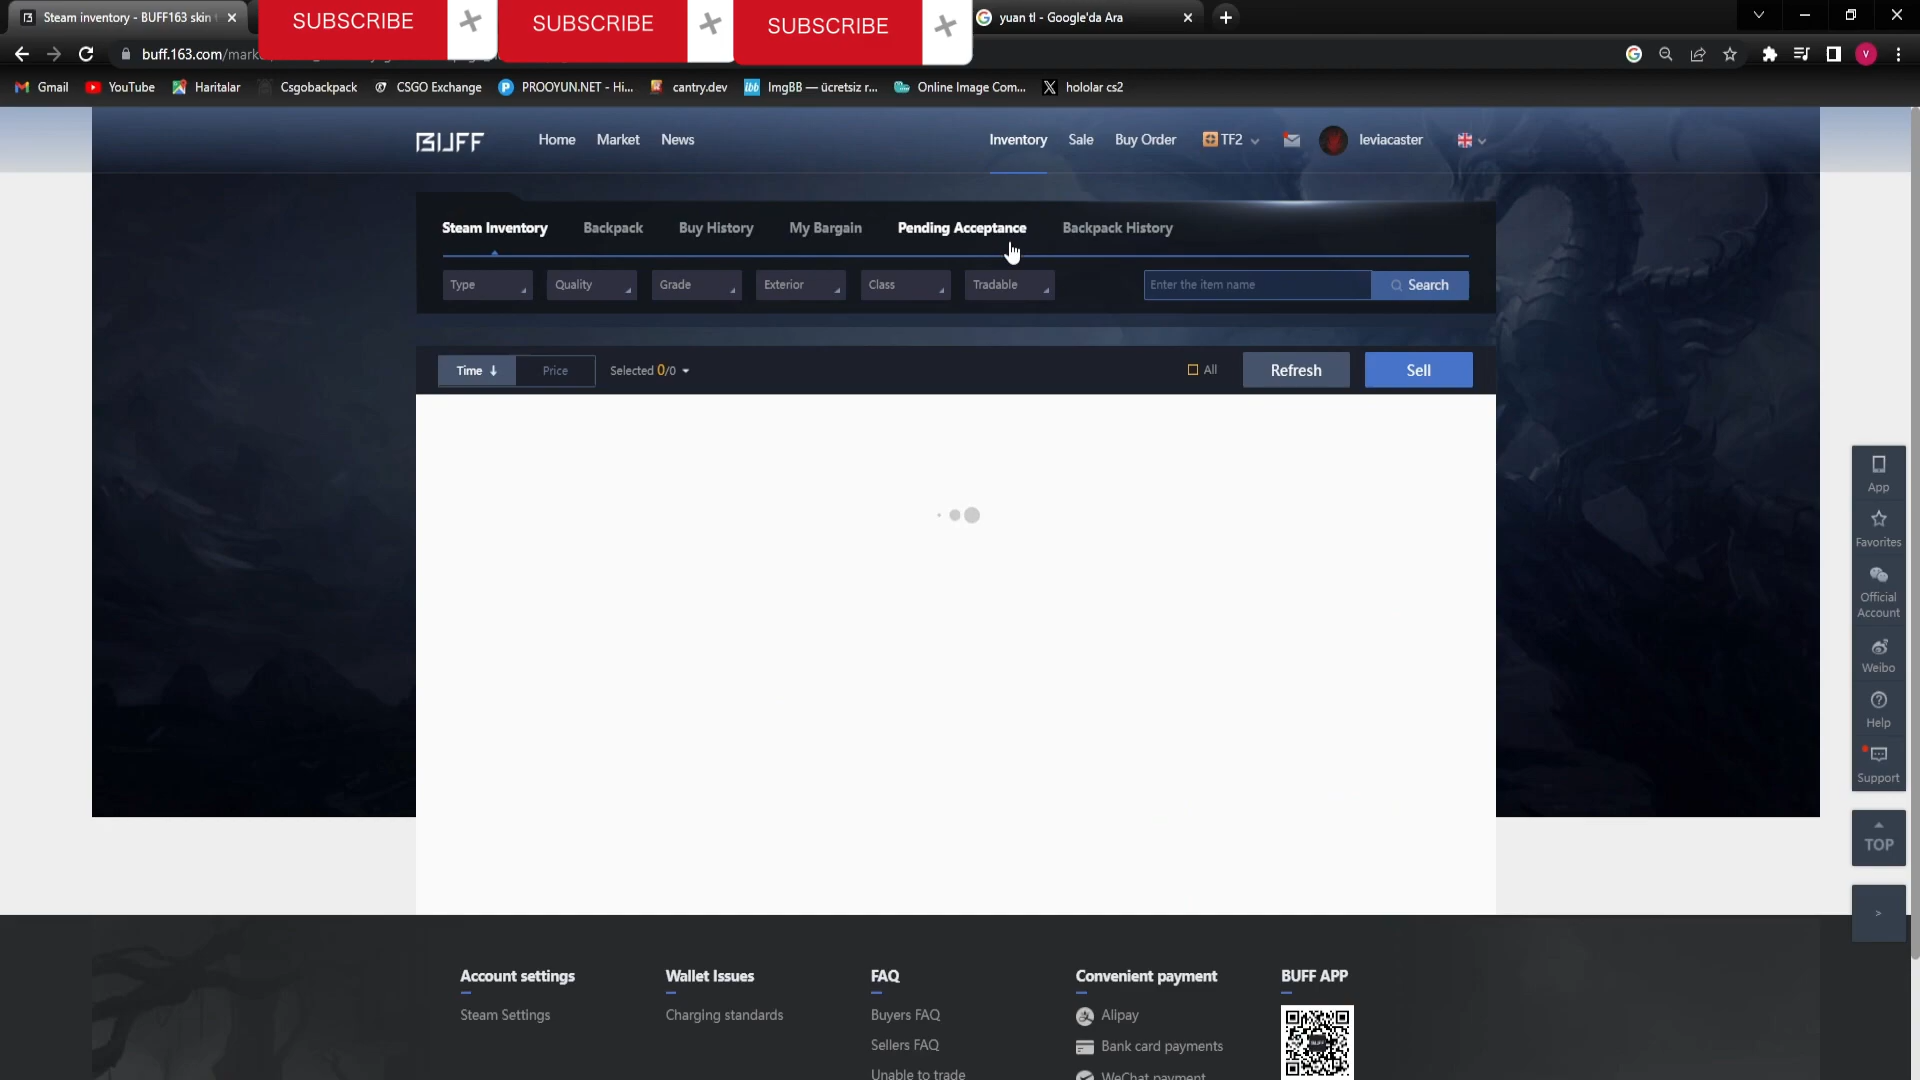 Steam inventory - BUFF163 skin
SUBSCRIBE
SUBSCRIBE
SUBSCRIBE
yuan tl - Google'da Ara
buff.163.com/mark
V
Gmail
YouTube
Haritalar
Csgobackpack
CSGO Exchange
PROOYUN.NET - Hi...
cantry.dev
ImgBB — ücretsiz r...
Online Image Com...
hololar cs2
BUFF
Home
Market
News
Inventory
Sale
Buy Order
TF2
leviacaster
Steam Inventory
Backpack
Buy History
My Bargain
Pending Acceptance
Backpack History
Type
Quality
Grade
Exterior
Class
Tradable
Enter the item name
Search
Time ↓
Price
Selected 0/0
All
Refresh
Sell
App
Favorites
Official
Account
Weibo
Help
Support
TOP
>
Account settings
Wallet Issues
FAQ
Convenient payment
BUFF APP
Steam Settings
Charging standards
Buyers FAQ
Alipay
Sellers FAQ
Bank card payments
Unable to trade
WeChat payment